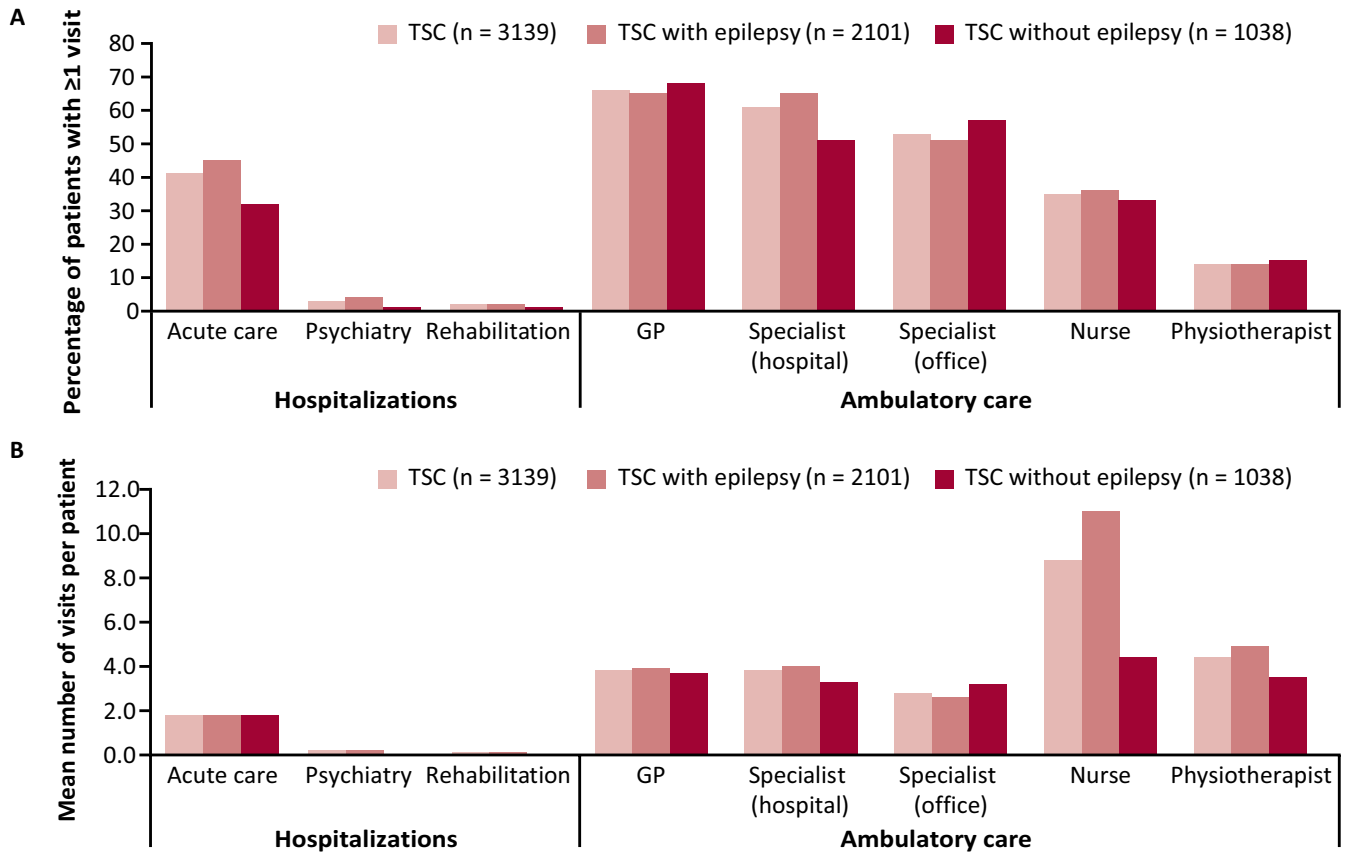 A
TSC (n = 3139) TSC with epilepsy (n = 2101) TSC without epilepsy (n = 1038)
Percentage of patients with ≥1 visit
80
70
60
50
40
30
20
10
0
Acute care Psychiatry Rehabilitation GP Specialist (hospital) Specialist (office) Nurse Physiotherapist
Hospitalizations Ambulatory care
B
TSC (n = 3139) TSC with epilepsy (n = 2101) TSC without epilepsy (n = 1038)
Mean number of visits per patient
12.0
10.0
8.0
6.0
4.0
2.0
0.0
Acute care Psychiatry Rehabilitation GP Specialist (hospital) Specialist (office) Nurse Physiotherapist
Hospitalizations Ambulatory care